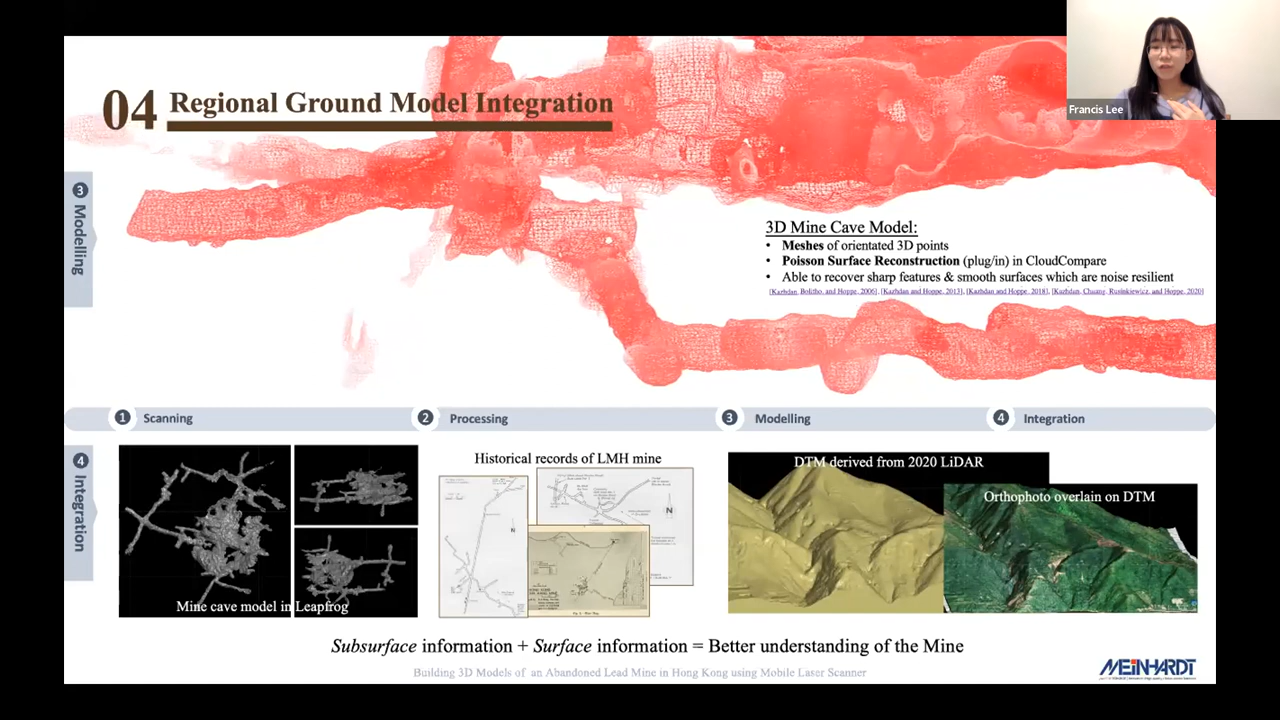 Francis Lee
04 Regional Ground Model Integration
3 Modelling
3D Mine Cave Model:
• Meshes of orientated 3D points
• Poisson Surface Reconstruction (plug/in) in CloudCompare
• Able to recover sharp features & smooth surfaces which are noise resilient
[Kazhdan, Bolitho, and Hoppe, 2006], [Kazhdan and Hoppe, 2013], [Kazhdan and Hoppe, 2018], [Kazhdan, Chuang, Rusinkiewicz, and Hoppe, 2020]
1 Scanning
2 Processing
3 Modelling
4 Integration
4 Integration
Mine cave model in Leapfrog
Historical records of LMH mine
N
N
DTM derived from 2020 LiDAR
Orthophoto overlain on DTM
Subsurface information + Surface information = Better understanding of the Mine
Building 3D Models of an Abandoned Lead Mine in Hong Kong using Mobile Laser Scanner
MEINHARDT